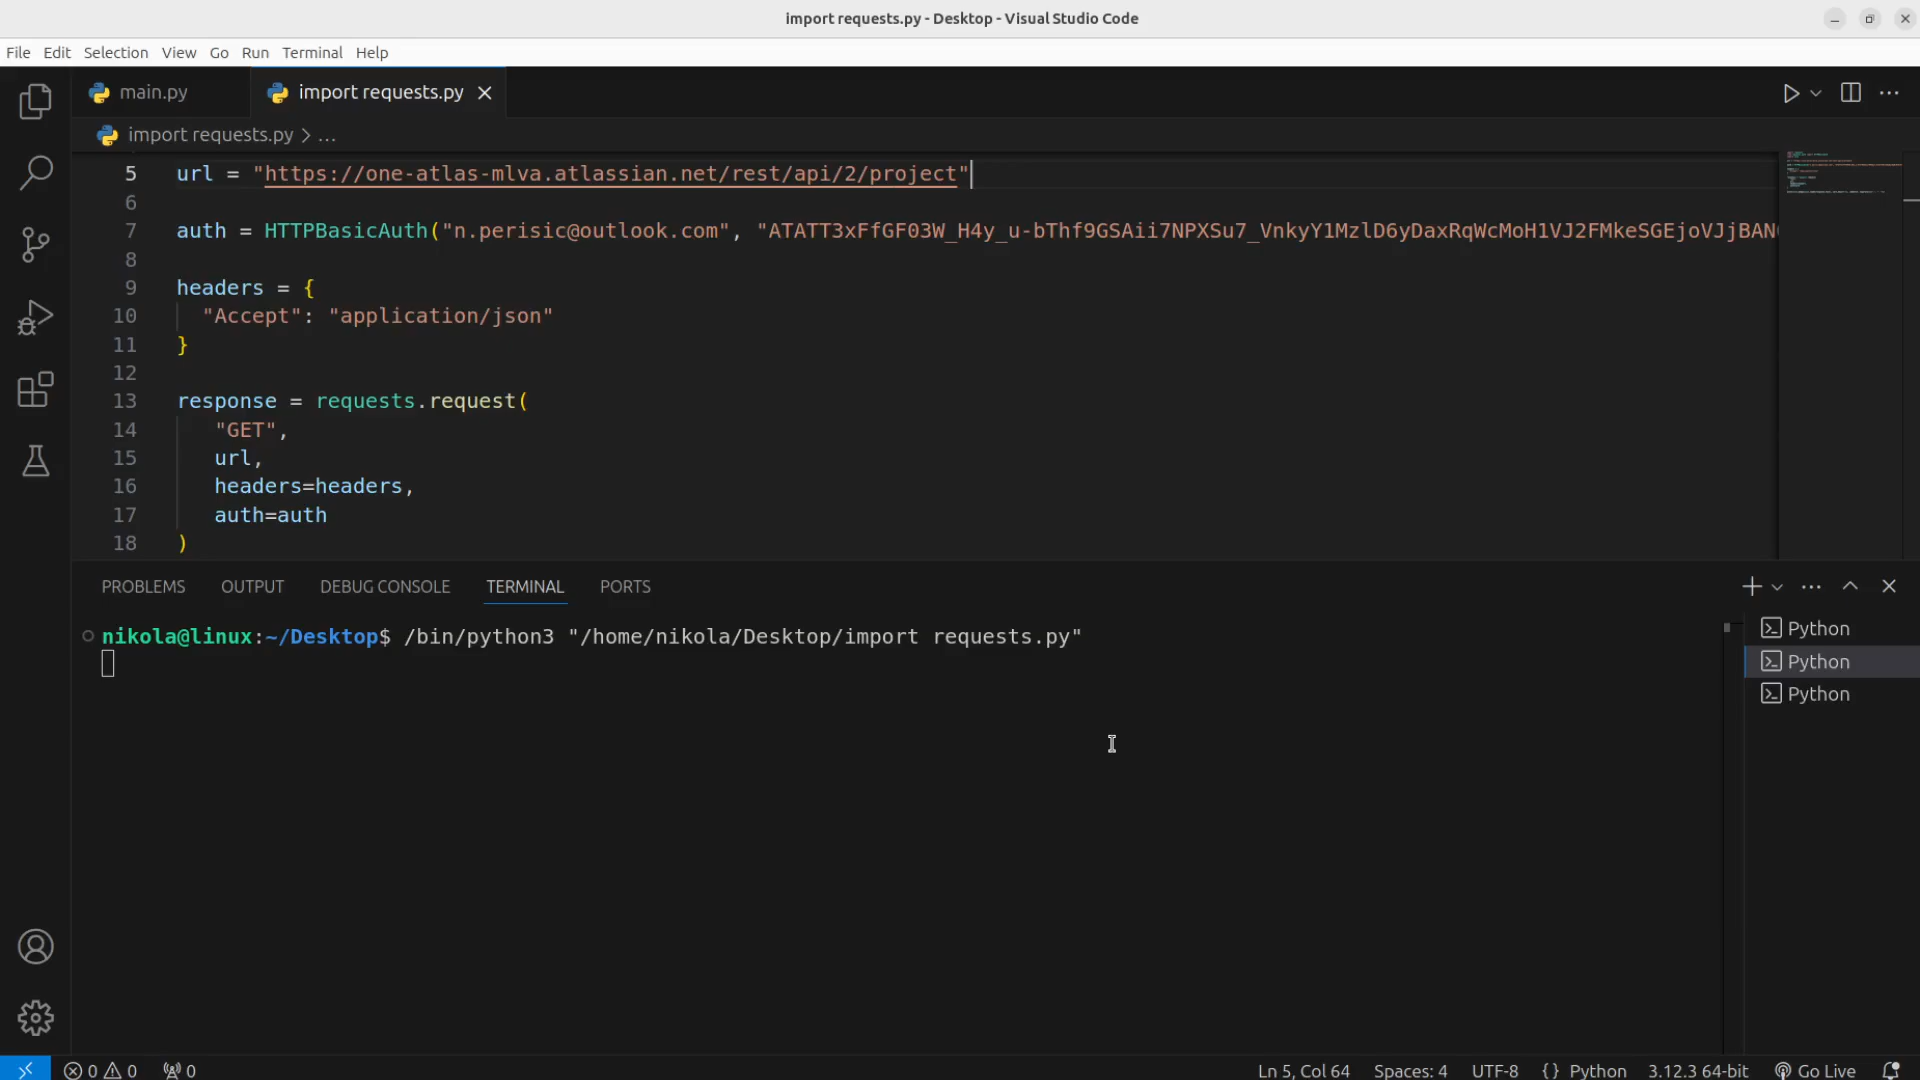 import requests.py - Desktop - Visual Studio Code
File Edit Selection View Go Run Terminal Help
main.py import requests.py
import requests.py > ...
5 url = "https://one-atlas-mlva.atlassian.net/rest/api/2/project"
6
7 auth = HTTPBasicAuth("n.perisic@outlook.com", "ATATT3xFfGF03W_H4y_u-bThf9GSAii7NPXSu7_VnkyY1MzlD6yDaxRqWcMoH1VJ2FMkeSGEjoVJjBAN
8
9 headers = {
10 "Accept": "application/json"
11 }
12
13 response = requests.request(
14 "GET",
15 url,
16 headers=headers,
17 auth=auth
18 )
PROBLEMS OUTPUT DEBUG CONSOLE TERMINAL PORTS
nikola@linux:~/Desktop$ /bin/python3 "/home/nikola/Desktop/import requests.py"
Python
Python
Python
0 0 0 Ln 5, Col 64 Spaces: 4 UTF-8 {} Python 3.12.3 64-bit Go Live